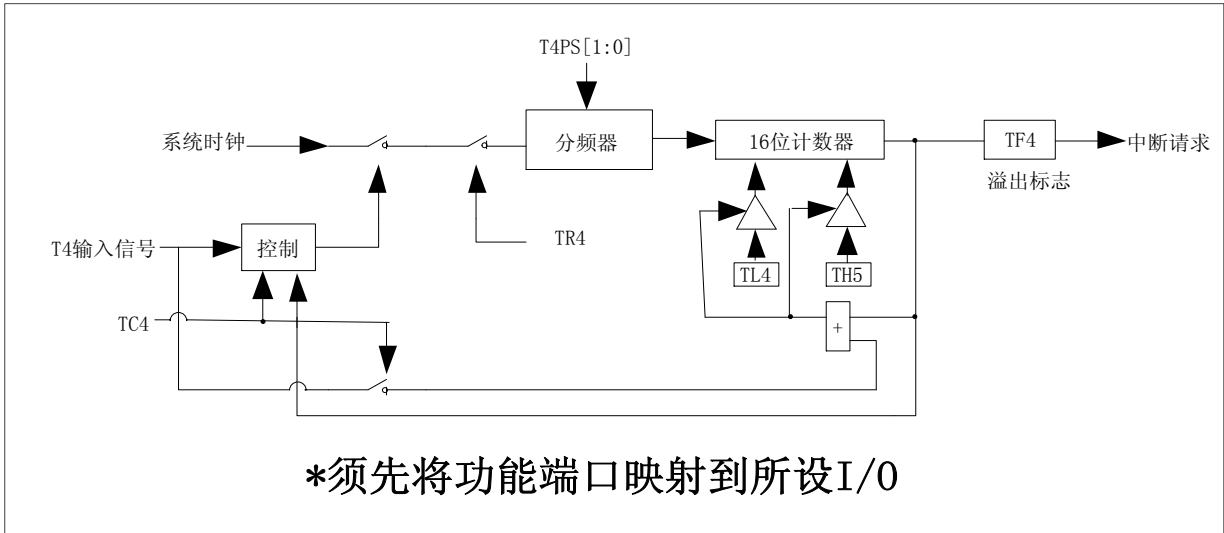 T4PS[1:0]
系统时钟
分频器
16位计数器
TF4
中断请求
溢出标志
T4输入信号
控制
TR4
TL4
TH5
TC4
+
*须先将功能端口映射到所设I/O